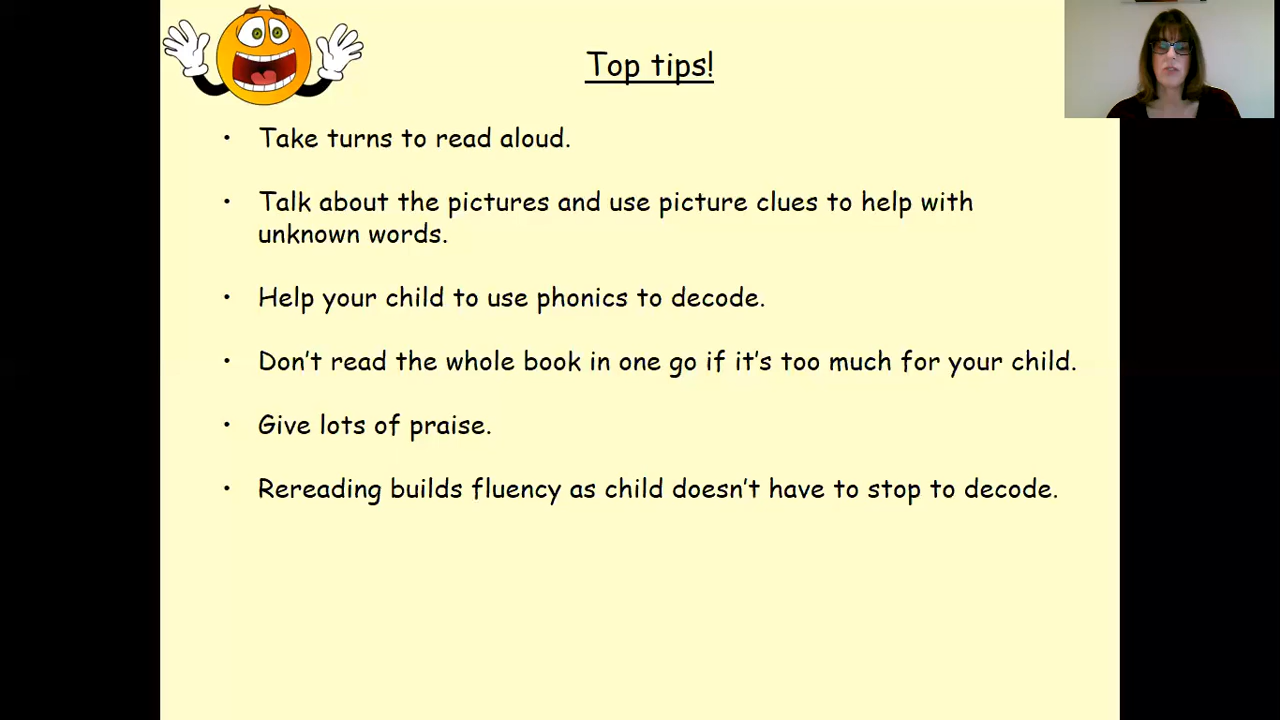 Top tips!
• Take turns to read aloud.
• Talk about the pictures and use picture clues to help with
unknown words.
• Help your child to use phonics to decode.
• Don't read the whole book in one go if it's too much for your child.
• Give lots of praise.
• Rereading builds fluency as child doesn't have to stop to decode.